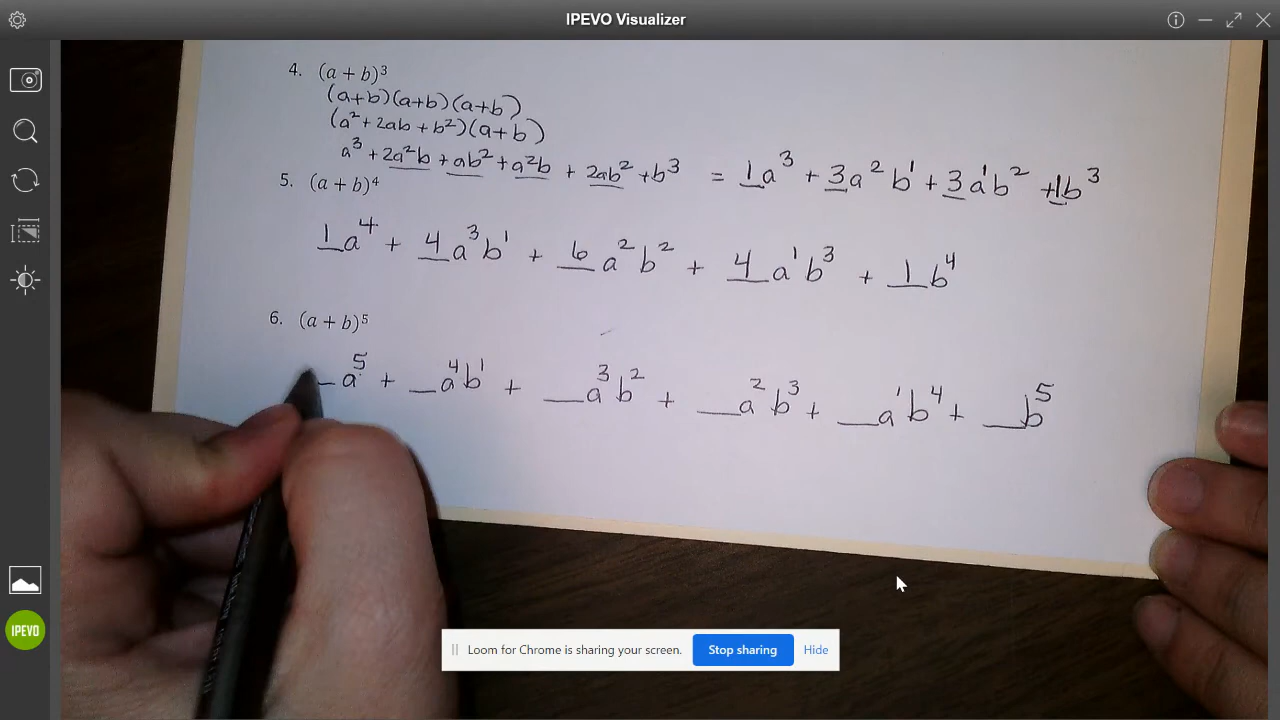 IPEVO Visualizer
4. (a + b)³
(a+b)(a+b)(a+b)
(a²+2ab+b²)(a+b)
a³ + 2a²b + ab² + a²b + 2ab² + b³ = 1a³ + 3a²b¹ + 3a¹b² + 1b³
5. (a + b)⁴
1a⁴ + 4a³b¹ + 6a²b² + 4a¹b³ + 1b⁴
6. (a + b)⁵
_a⁵ + _a⁴b¹ + _a³b² + _a²b³ + _a¹b⁴ + _b⁵
IPEVO
Loom for Chrome is sharing your screen. Stop sharing Hide